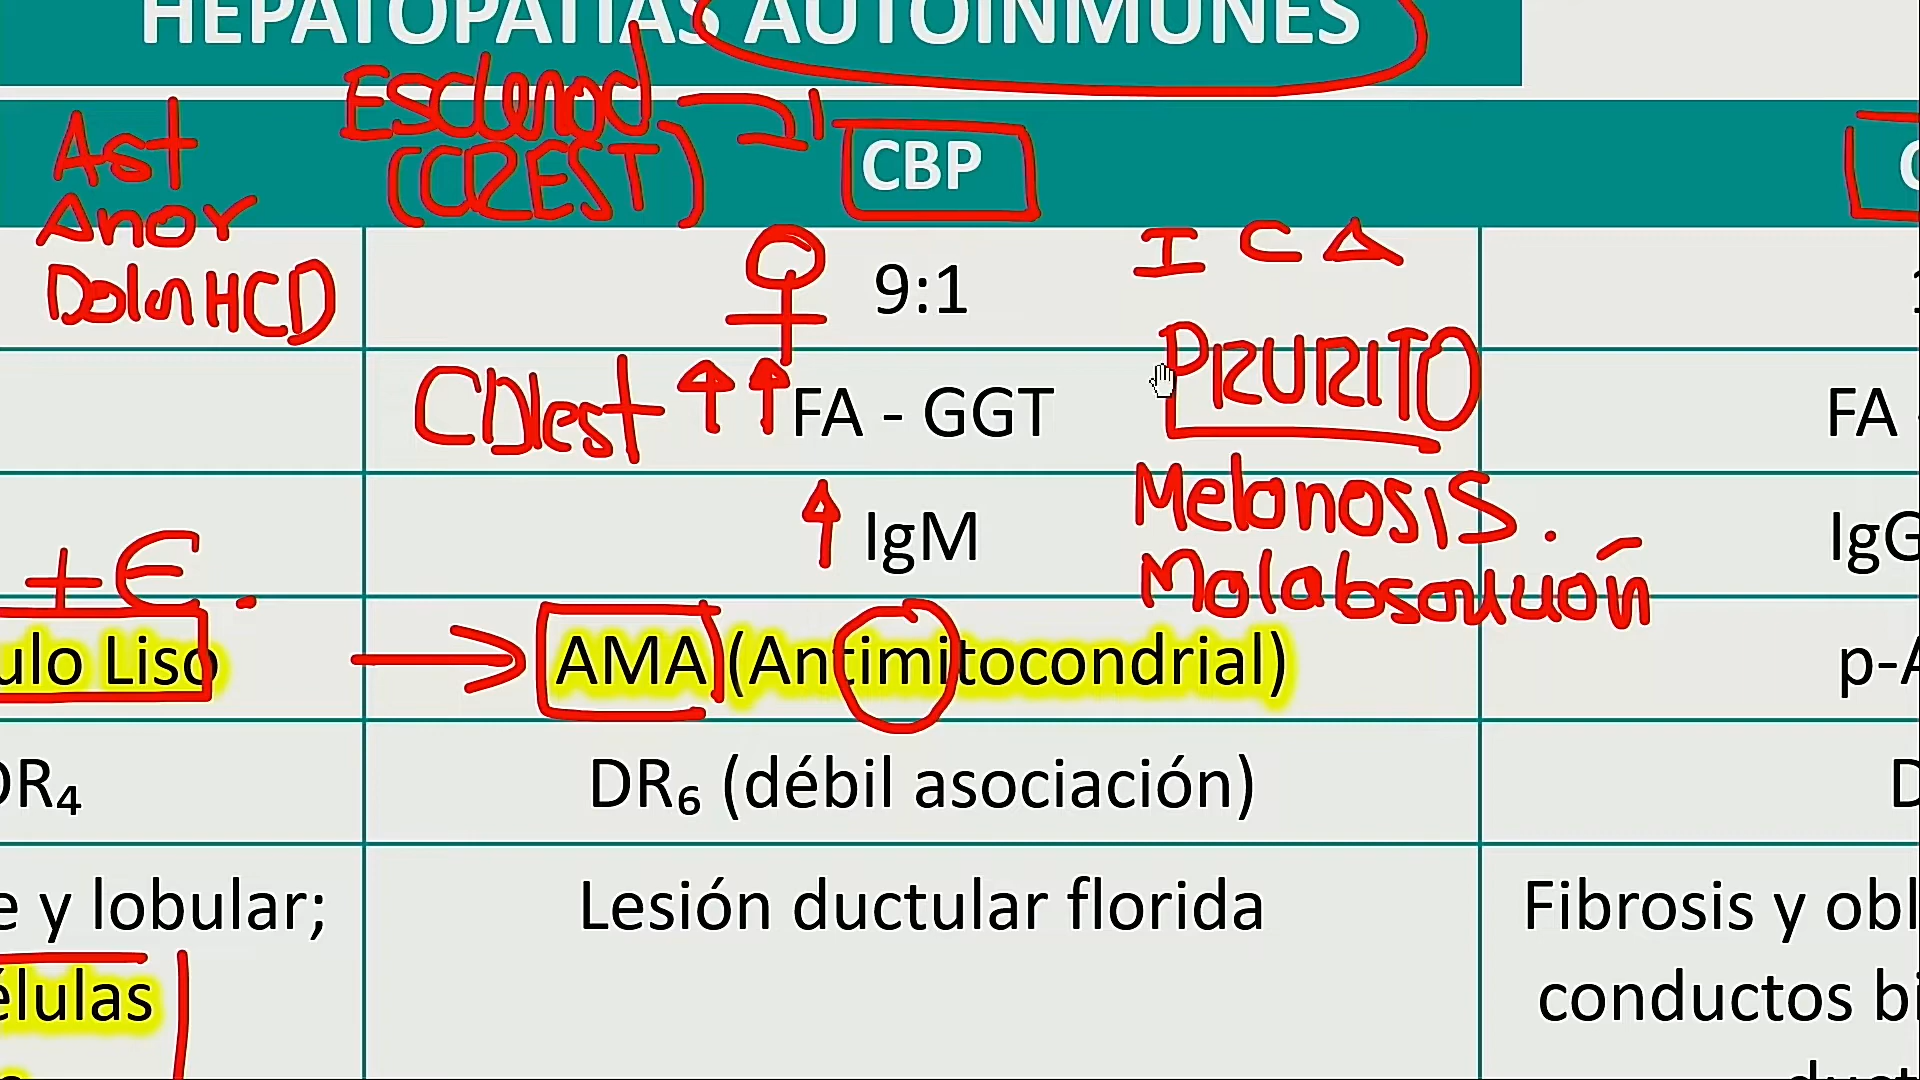 HEPATOPATÍAS AUTOINMUNES
Esclerod
(CREST)
CBP
Ast
Anor
Dolor HCD
9:1
I C A
PRURITO
Colest FA - GGT
FA
IgM
Melanosis.
Malabsorción
IgG
+E.
ulo Liso
AMA (Antimitocondrial)
p-A
DR₄
DR₆ (débil asociación)
D
e y lobular;
Lesión ductular florida
Fibrosis y obl
élulas
conductos bi
duct